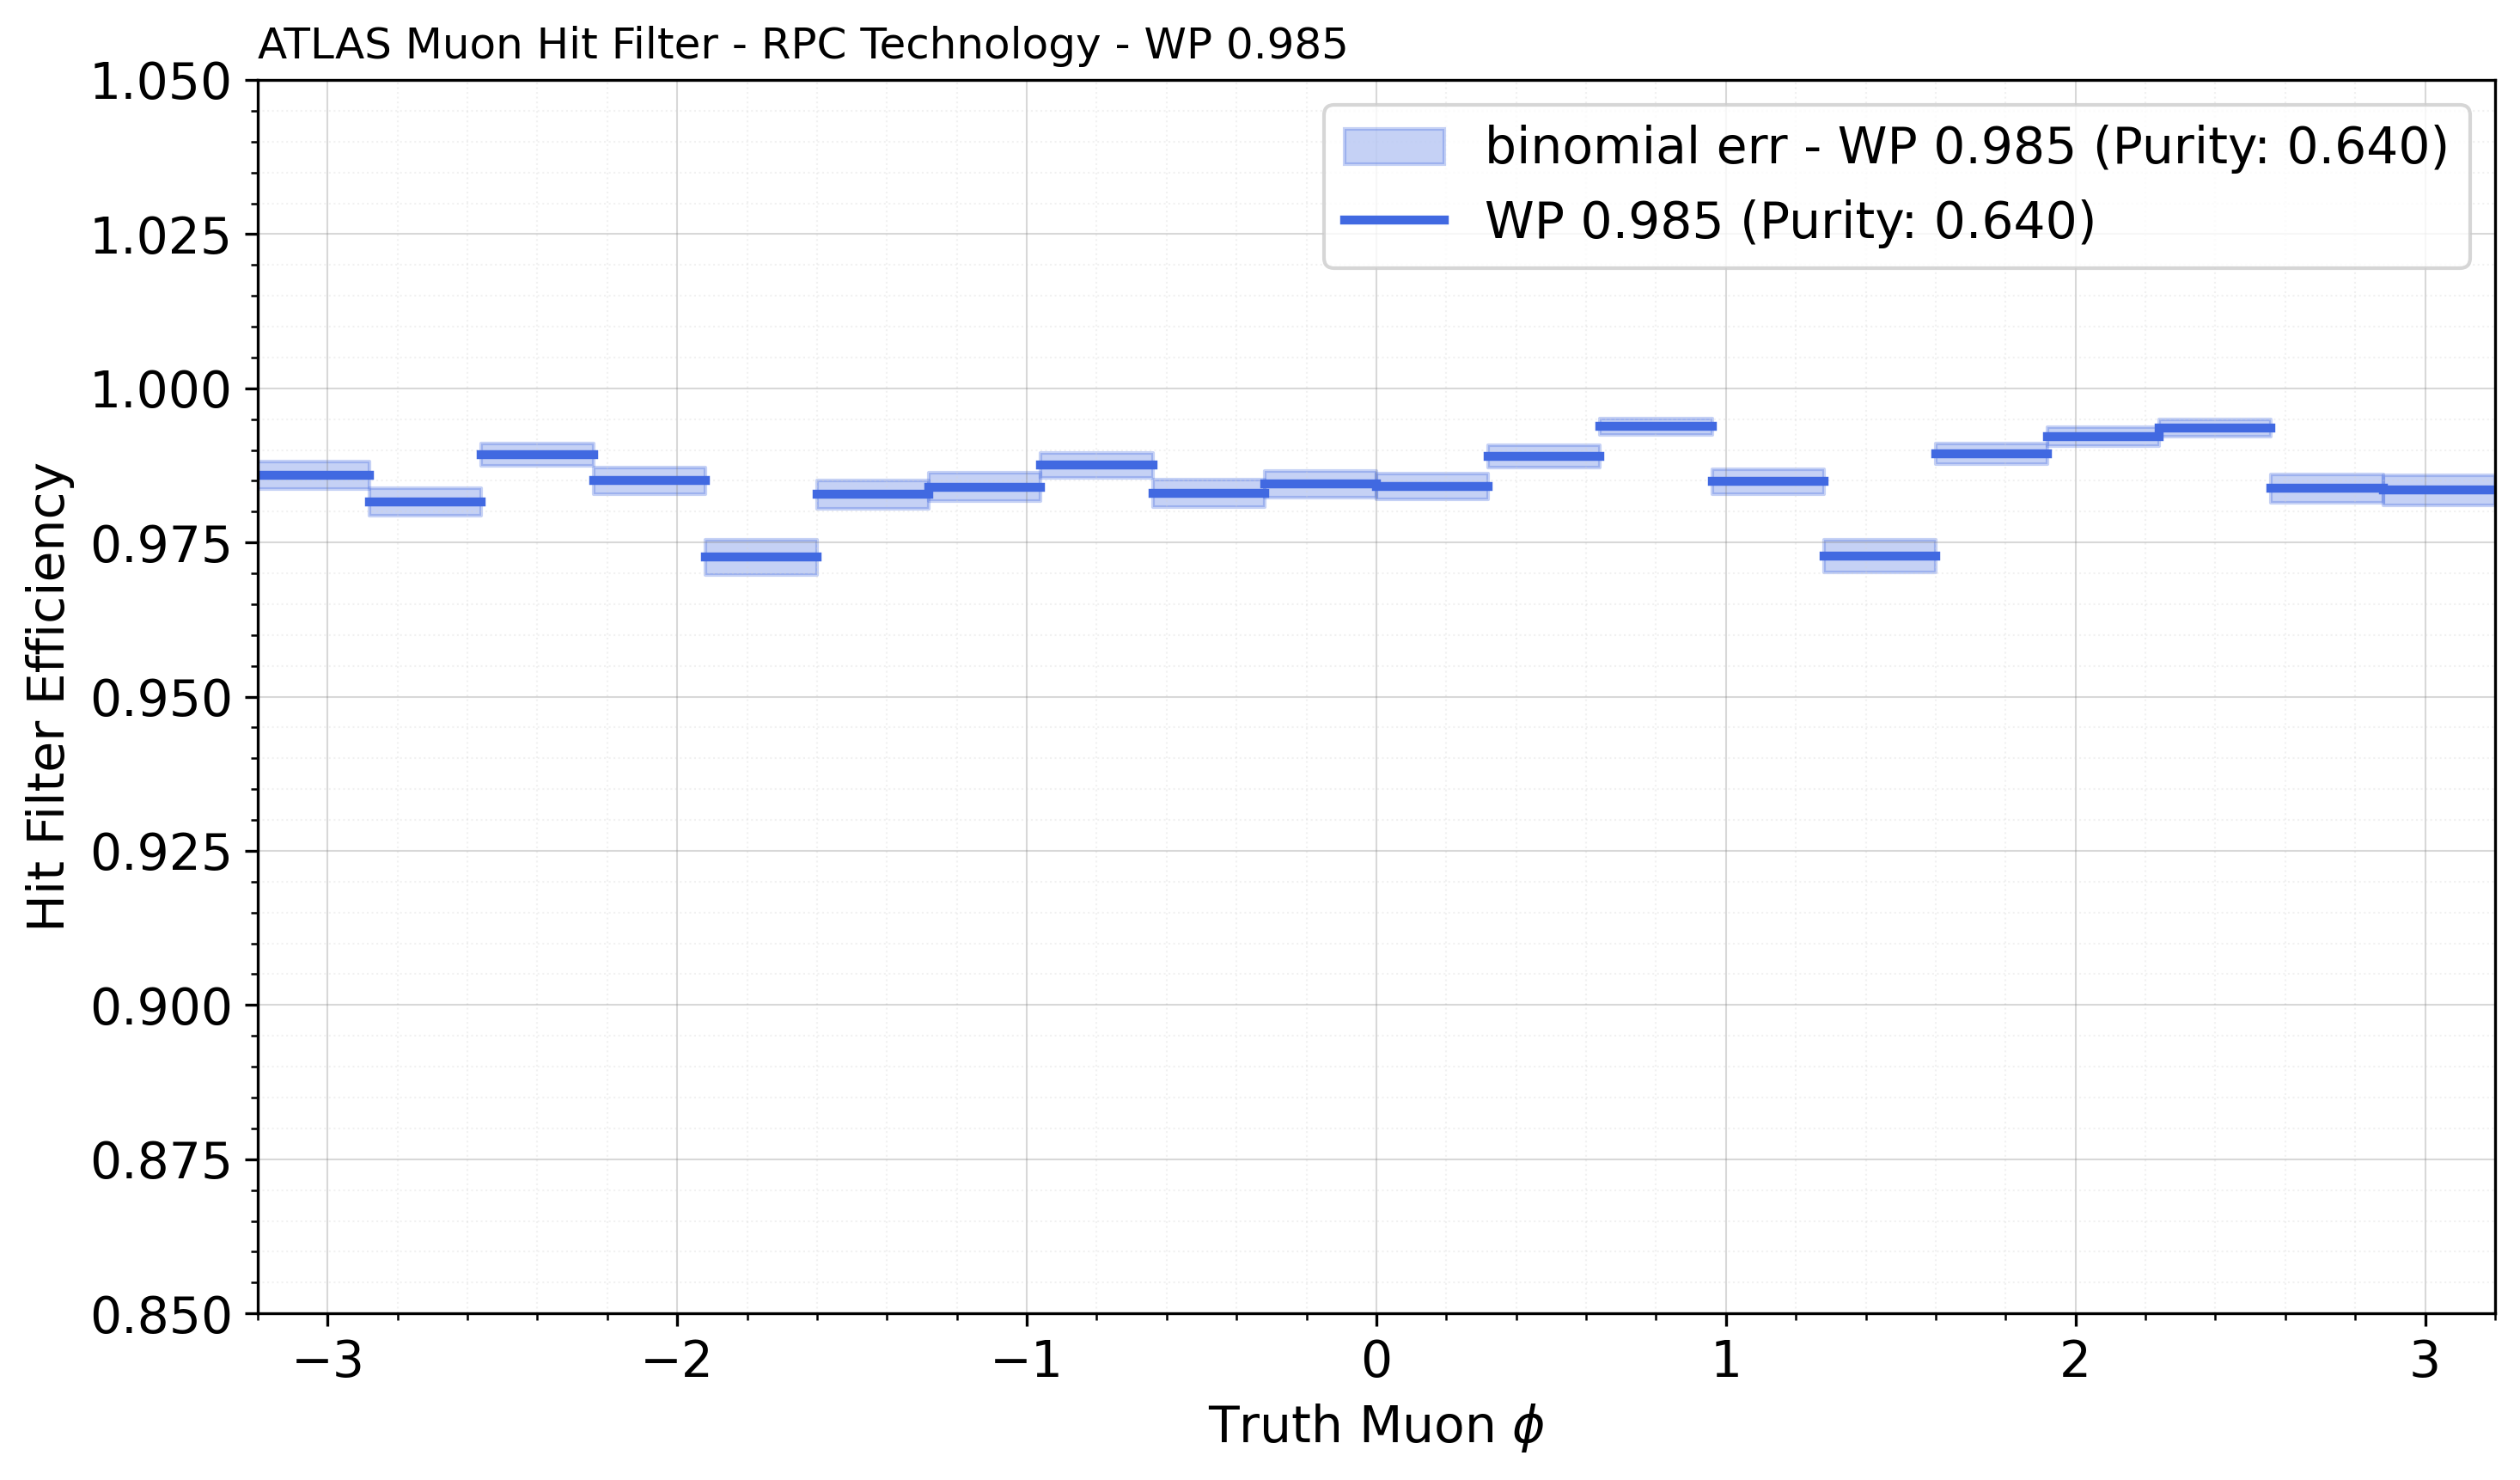 ATLAS Muon Hit Filter - RPC Technology - WP 0.985
binomial err - WP 0.985 (Purity: 0.640)
WP 0.985 (Purity: 0.640)
Hit Filter Efficiency
1.050
1.025
1.000
0.975
0.950
0.925
0.900
0.875
0.850
−3 −2 −1 0 1 2 3
Truth Muon ϕ